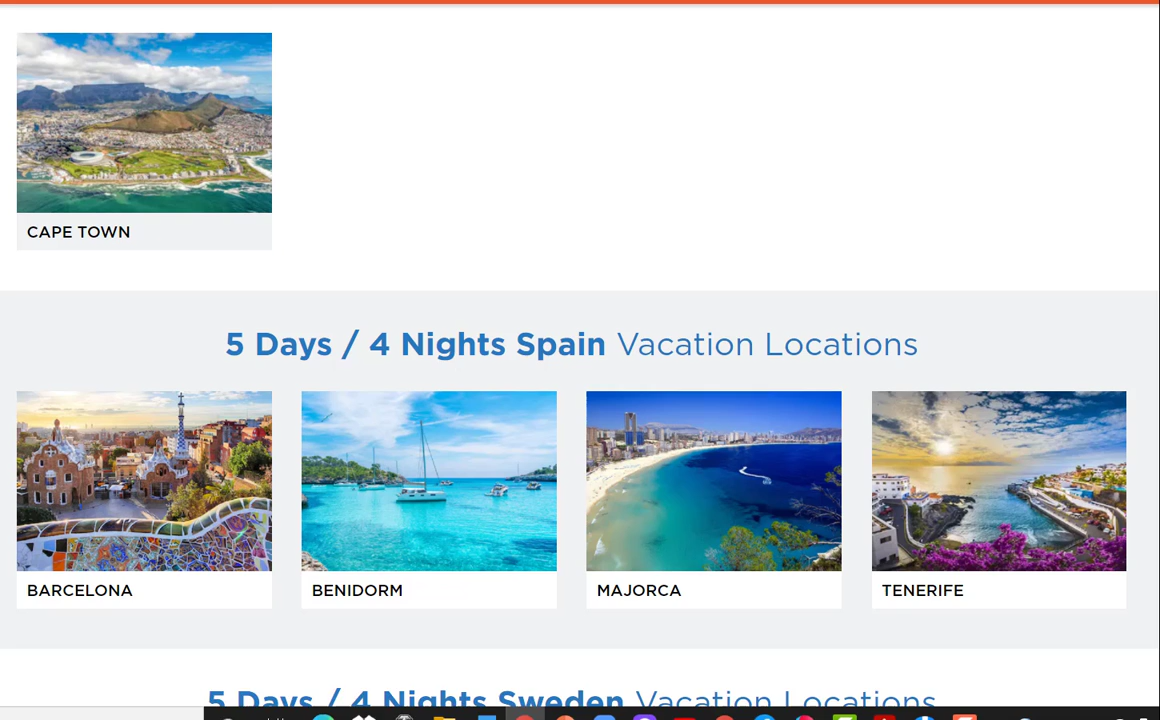 CAPE TOWN
5 Days / 4 Nights Spain Vacation Locations
BARCELONA
BENIDORM
MAJORCA
TENERIFE
5 Days / 4 Nights Sweden Vacation Locations